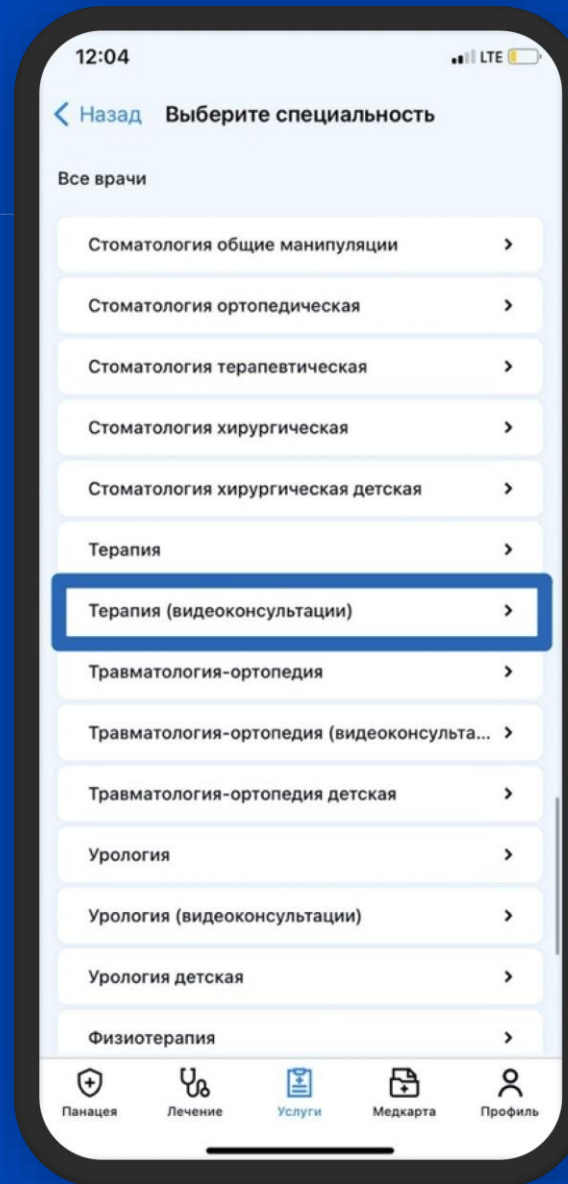 12:04
LTE
Назад Выберите специальность
Все врачи
Стоматология общие манипуляции
Стоматология ортопедическая
Стоматология терапевтическая
Стоматология хирургическая
Стоматология хирургическая детская
Терапия
Терапия (видеоконсультации)
Травматология-ортопедия
Травматология-ортопедия (видеоконсульта...
Травматология-ортопедия детская
Урология
Урология (видеоконсультации)
Урология детская
Физиотерапия
Панацея Лечение Услуги Медкарта Профиль